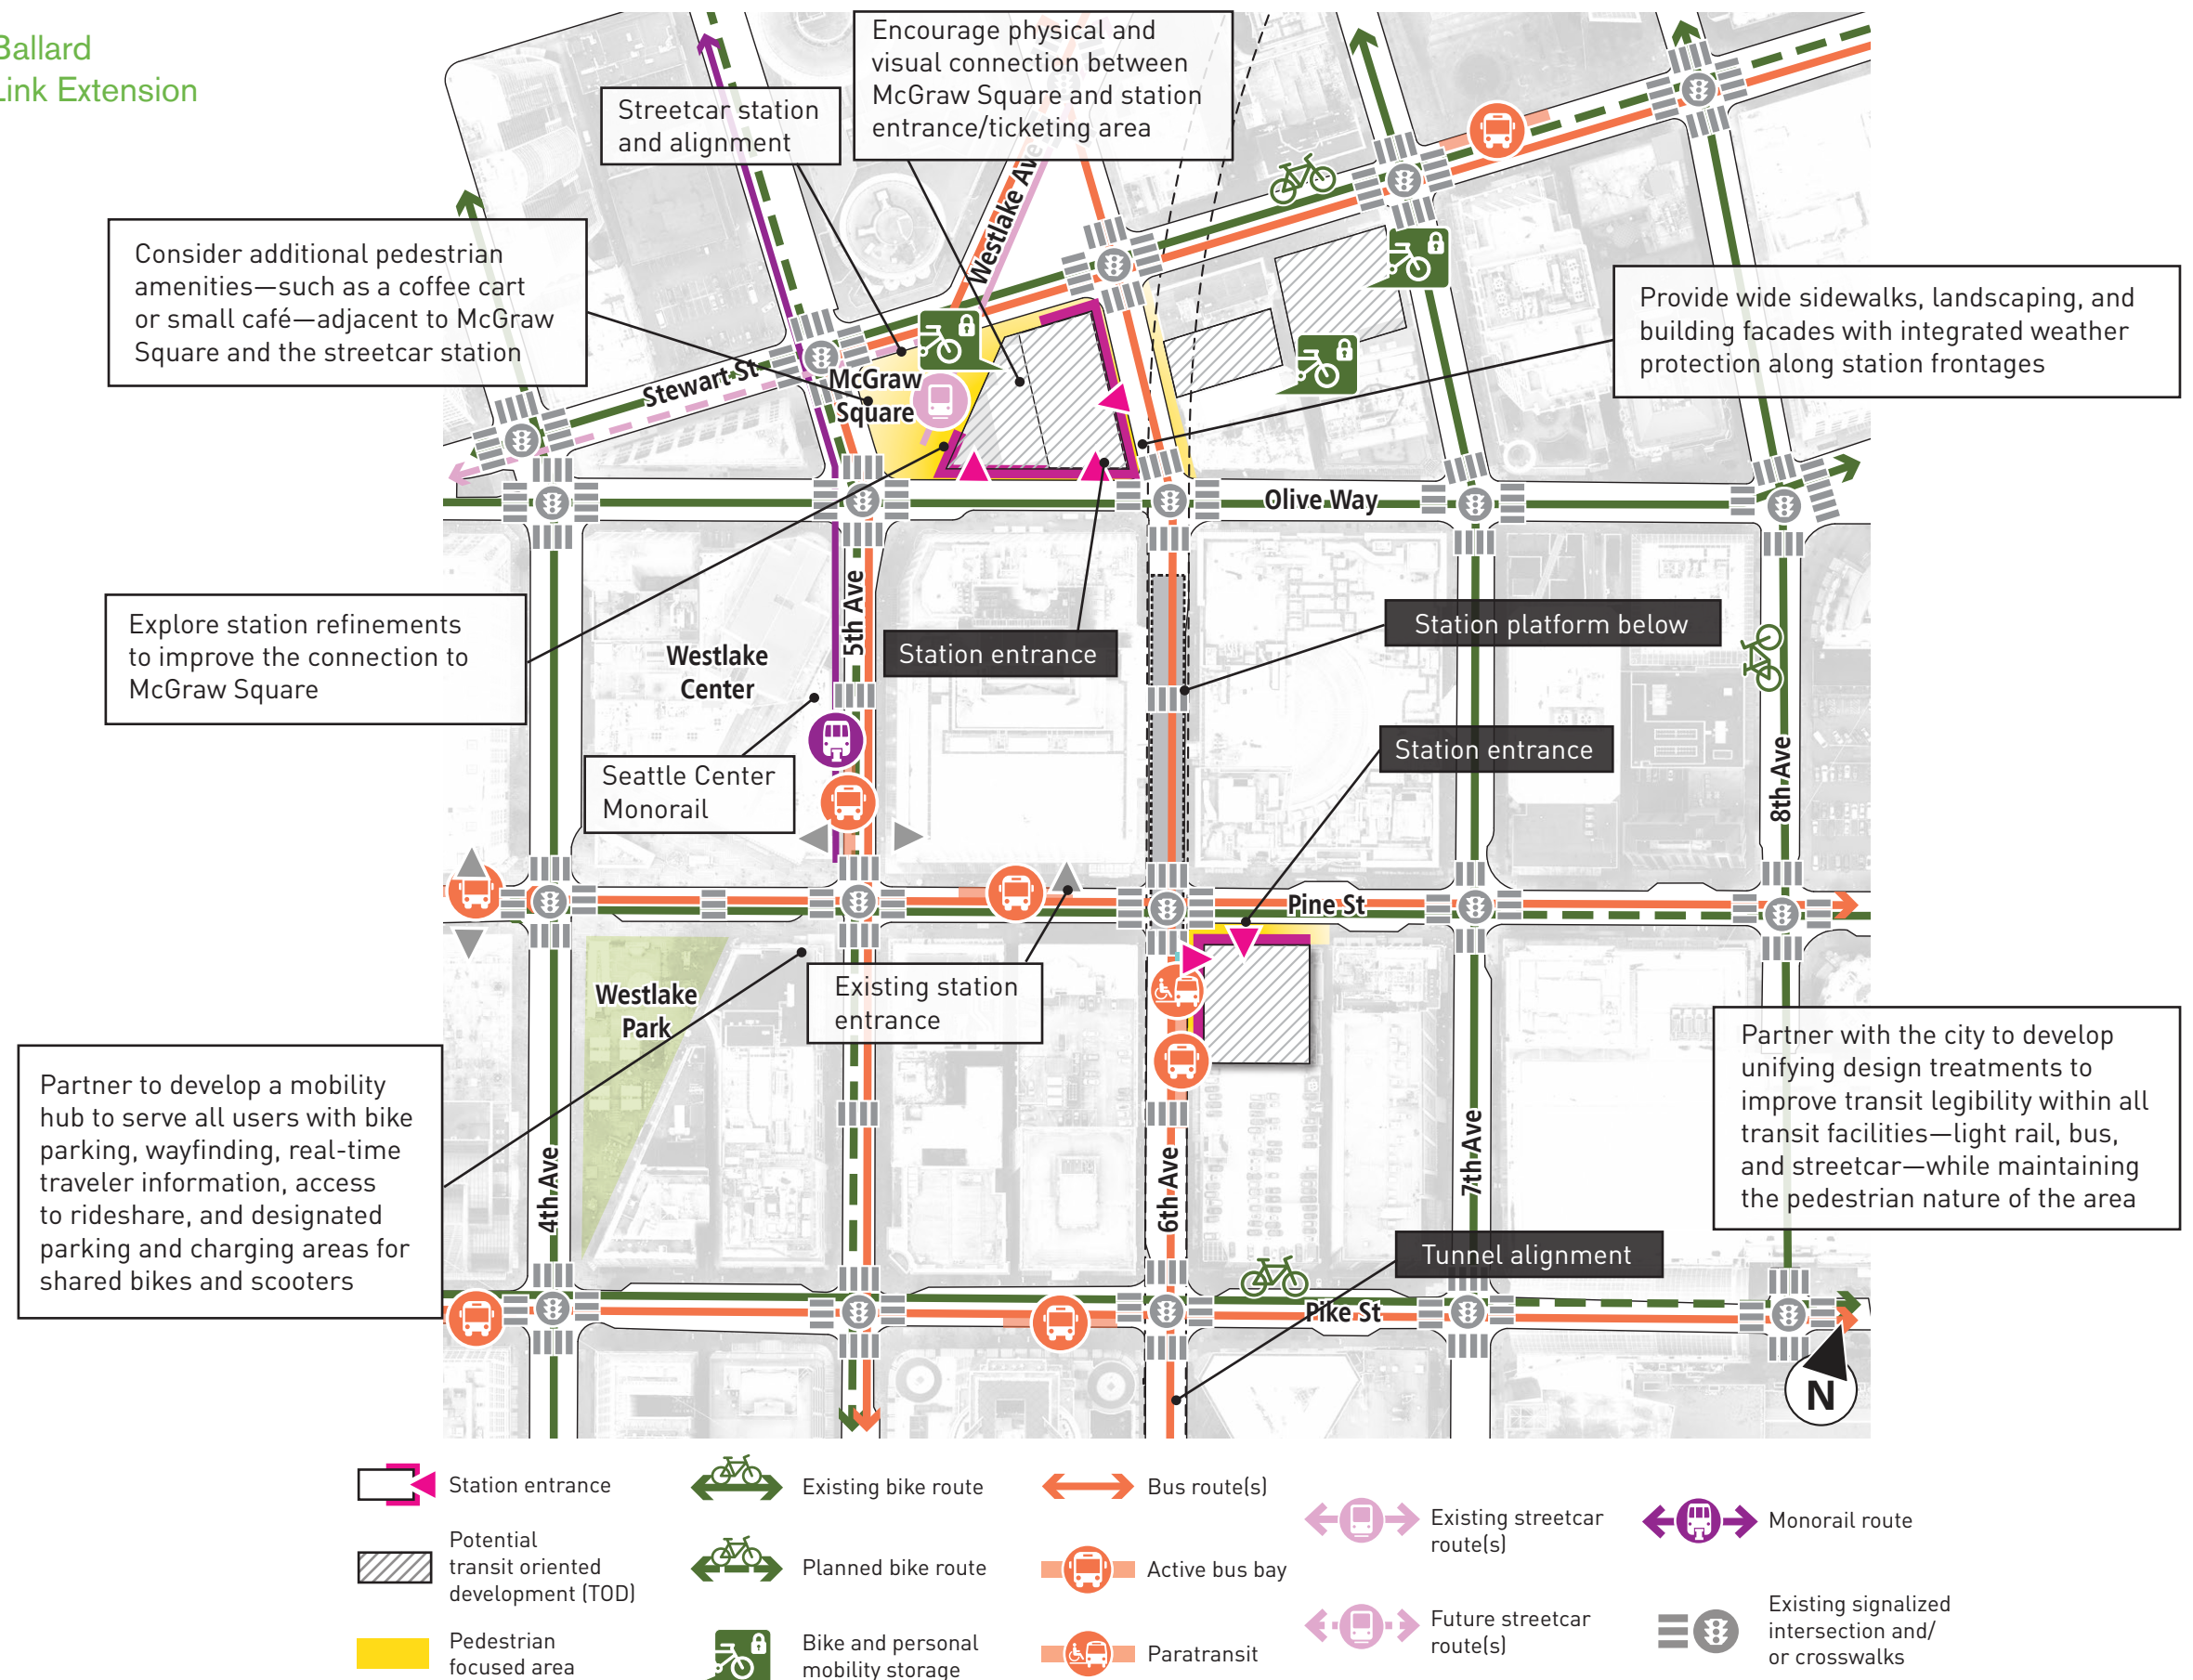 Ballard
Link Extension
Encourage physical and
visual connection between
McGraw Square and station
entrance/ticketing area
Streetcar station
and alignment
Consider additional pedestrian
amenities—such as a coffee cart
or small café—adjacent to McGraw
Square and the streetcar station
Provide wide sidewalks, landscaping, and
building facades with integrated weather
protection along station frontages
Westlake Ave
Stewart St
McGraw
Square
Olive Way
Explore station refinements
to improve the connection to
McGraw Square
5th Ave
Westlake
Center
Station entrance
Station platform below
Station entrance
Seattle Center
Monorail
8th Ave
Pine St
Existing station
entrance
Westlake
Park
Partner to develop a mobility
hub to serve all users with bike
parking, wayfinding, real-time
traveler information, access
to rideshare, and designated
parking and charging areas for
shared bikes and scooters
Partner with the city to develop
unifying design treatments to
improve transit legibility within all
transit facilities—light rail, bus,
and streetcar—while maintaining
the pedestrian nature of the area
4th Ave
6th Ave
7th Ave
Tunnel alignment
Pike St
N
Station entrance
Potential
transit oriented
development (TOD)
Pedestrian
focused area
Existing bike route
Planned bike route
Bike and personal
mobility storage
Bus route(s)
Active bus bay
Paratransit
Existing streetcar
route(s)
Future streetcar
route(s)
Monorail route
Existing signalized
intersection and/
or crosswalks